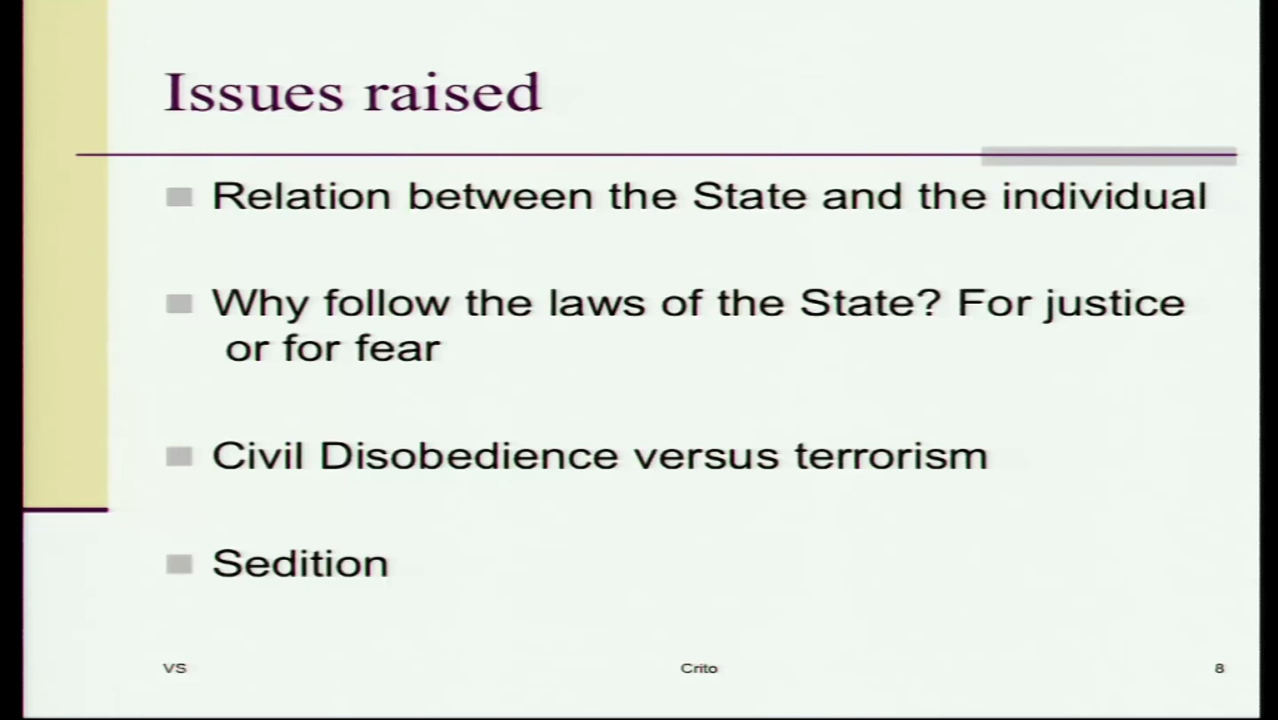 Issues raised
Relation between the State and the individual
Why follow the laws of the State? For justice
or for fear
Civil Disobedience versus terrorism
Sedition
VS Crito 8